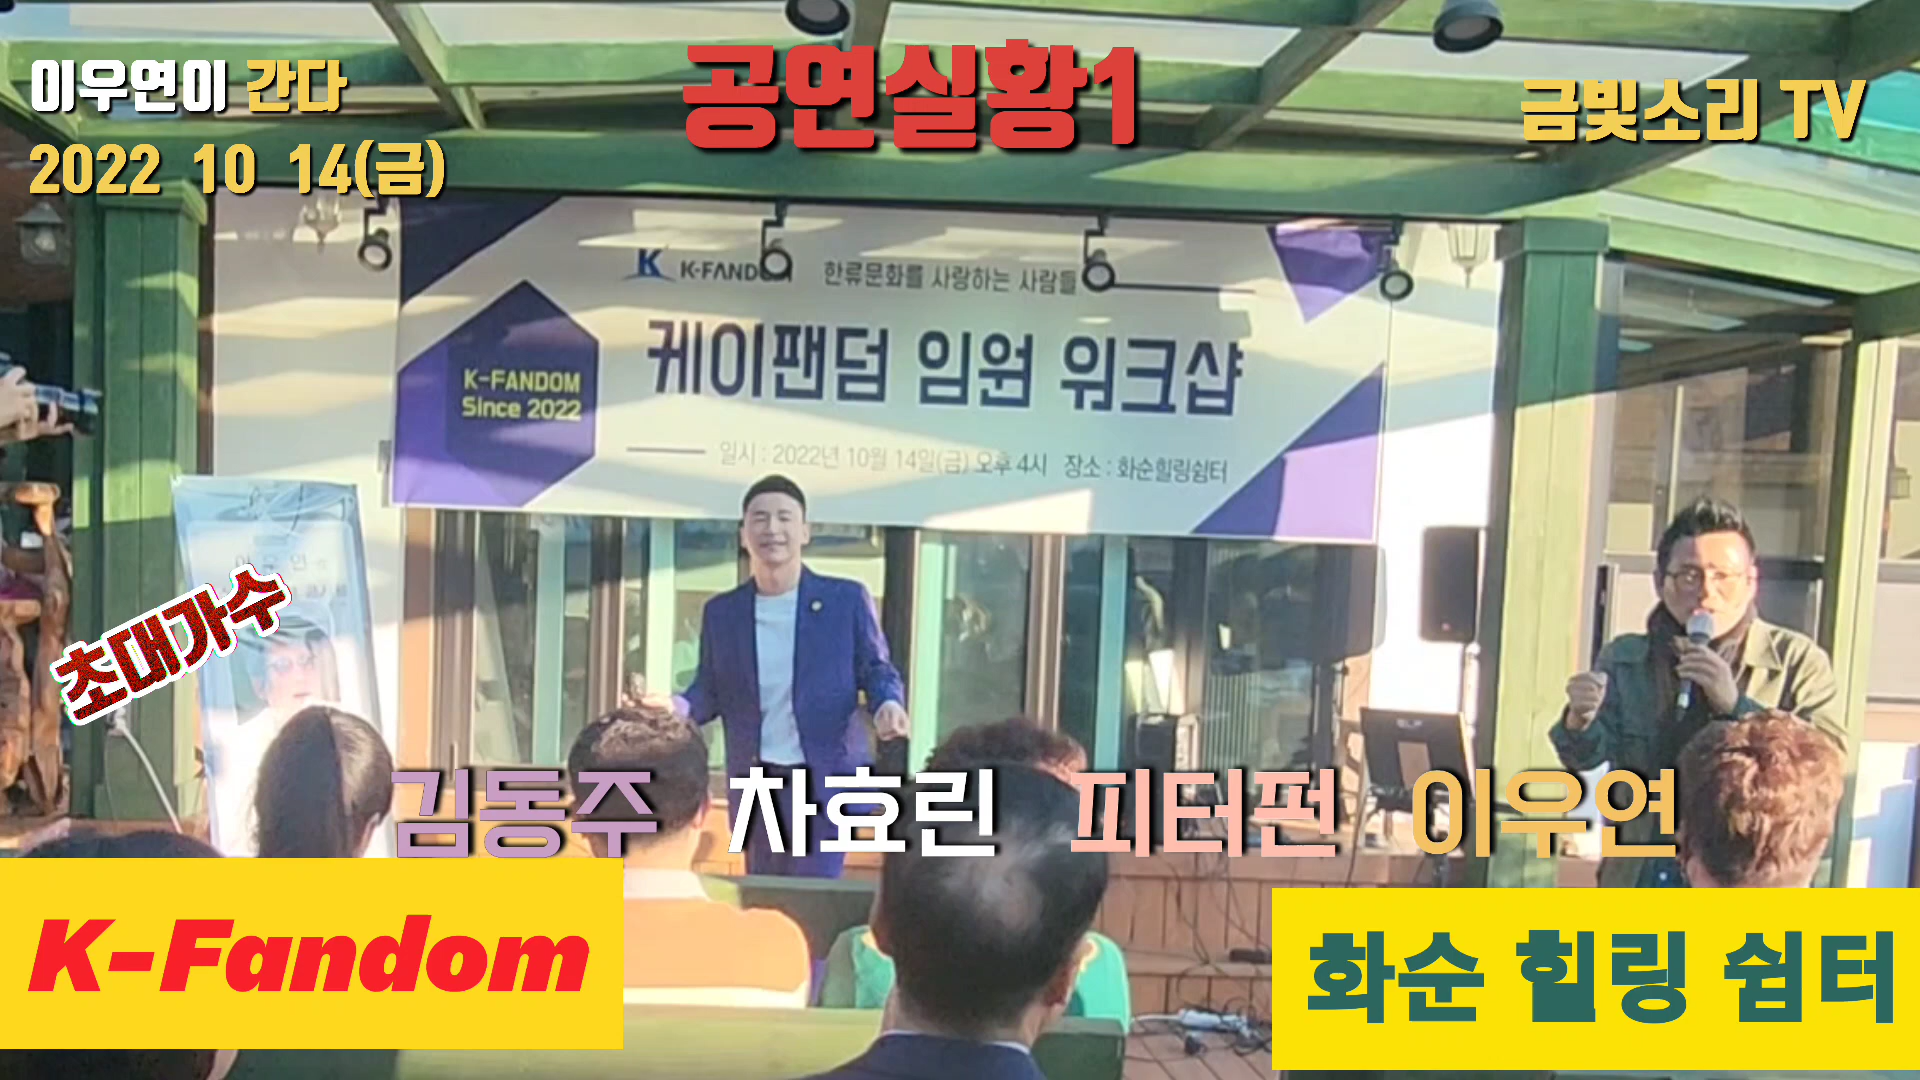 이우연이 간다
공연실황1
금빛소리 TV
2022 10 14(금)
K K-FANDOM 한류문화를 사랑하는 사람들
케이팬덤 임원 워크샵
K-FANDOM
Since 2022
일시 : 2022년 10월 14일(금) 오후 4시 장소 : 화순힐링쉼터
초대가수
김동주 차효린 피터펀 이우연
K-Fandom
화순 힐링 쉼터